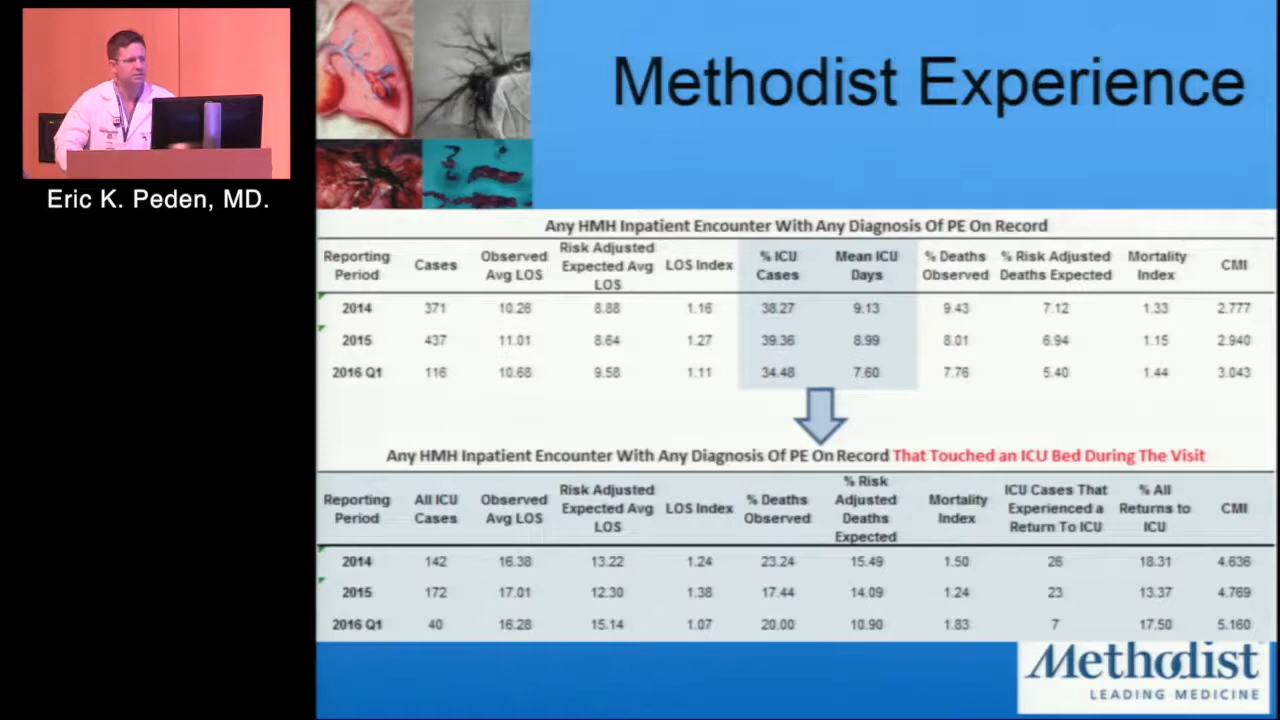 Methodist Experience
Eric K. Peden, MD.
Any HMH Inpatient Encounter With Any Diagnosis Of PE On Record
Reporting Period Cases Observed Avg LOS Risk Adjusted Expected Avg LOS LOS Index % ICU Cases Mean ICU Days % Deaths Observed % Risk Adjusted Deaths Expected Mortality Index CMI
2014 371 10.26 8.88 1.16 38.27 9.13 9.43 7.12 1.33 2.777
2015 437 11.01 8.64 1.27 39.36 8.99 8.01 6.94 1.15 2.940
2016 Q1 116 10.68 9.58 1.11 34.48 7.60 7.76 5.40 1.44 3.043
Any HMH Inpatient Encounter With Any Diagnosis Of PE On Record That Touched an ICU Bed During The Visit
Reporting Period All ICU Cases Observed Avg LOS Risk Adjusted Expected Avg LOS LOS Index % Deaths Observed % Risk Adjusted Deaths Expected Mortality Index ICU Cases That Experienced a Return To ICU % All Returns to ICU CMI
2014 142 16.38 13.22 1.24 23.24 15.49 1.50 26 18.31 4.636
2015 172 17.01 12.30 1.38 17.44 14.09 1.24 23 13.37 4.769
2016 Q1 40 16.28 15.14 1.07 20.00 10.90 1.83 7 17.50 5.160
Methodist
LEADING MEDICINE